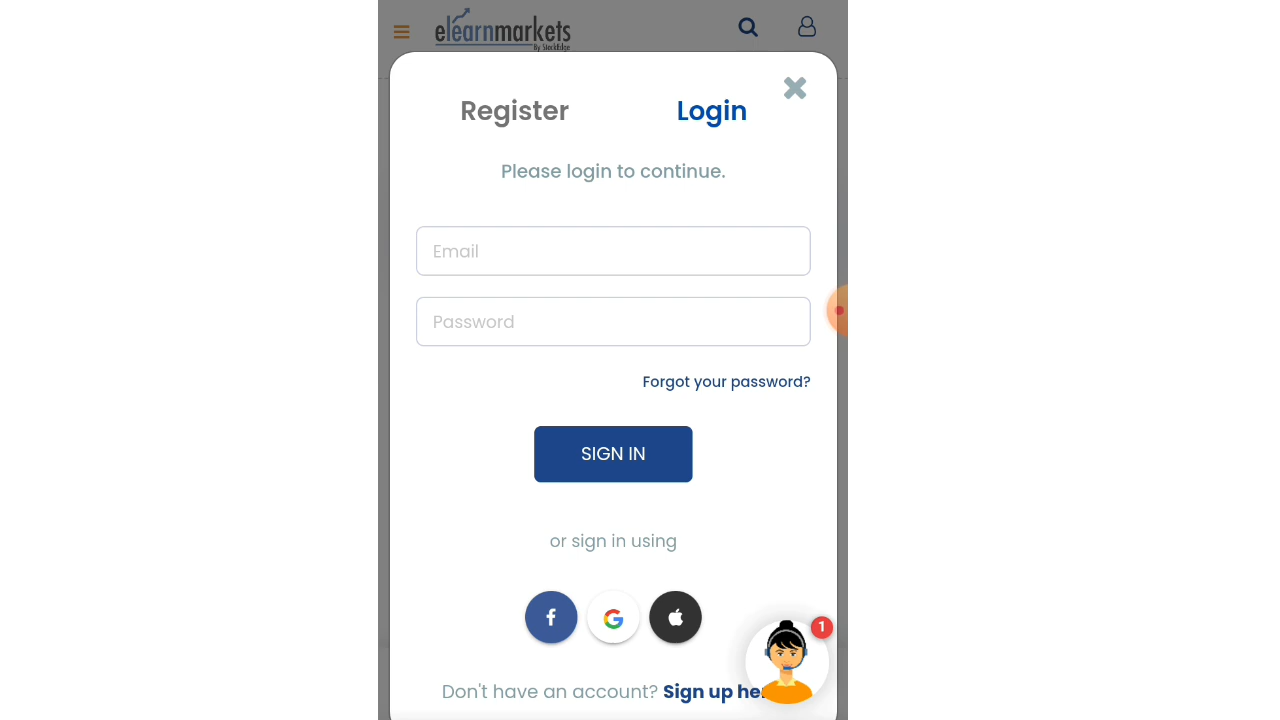 elearnmarkets
By StockEdge
Register
Login
Please login to continue.
Email
Password
Forgot your password?
SIGN IN
or sign in using
1
Don't have an account? Sign up